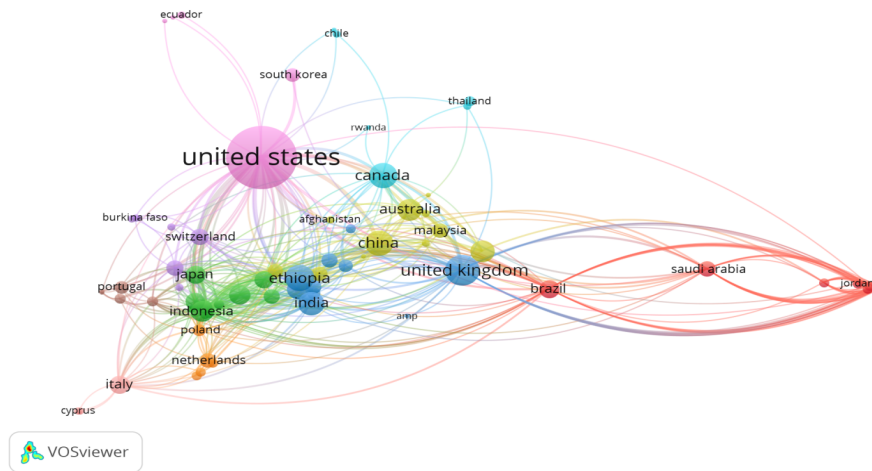 ecuador
chile
south korea
thailand
rwanda
united states
canada
australia
burkina faso
afghanistan
malaysia
switzerland
china
japan
ethiopia
united kingdom
saudi arabia
portugal
brazil
jordan
india
indonesia
amp
poland
netherlands
italy
cyprus
VOSviewer